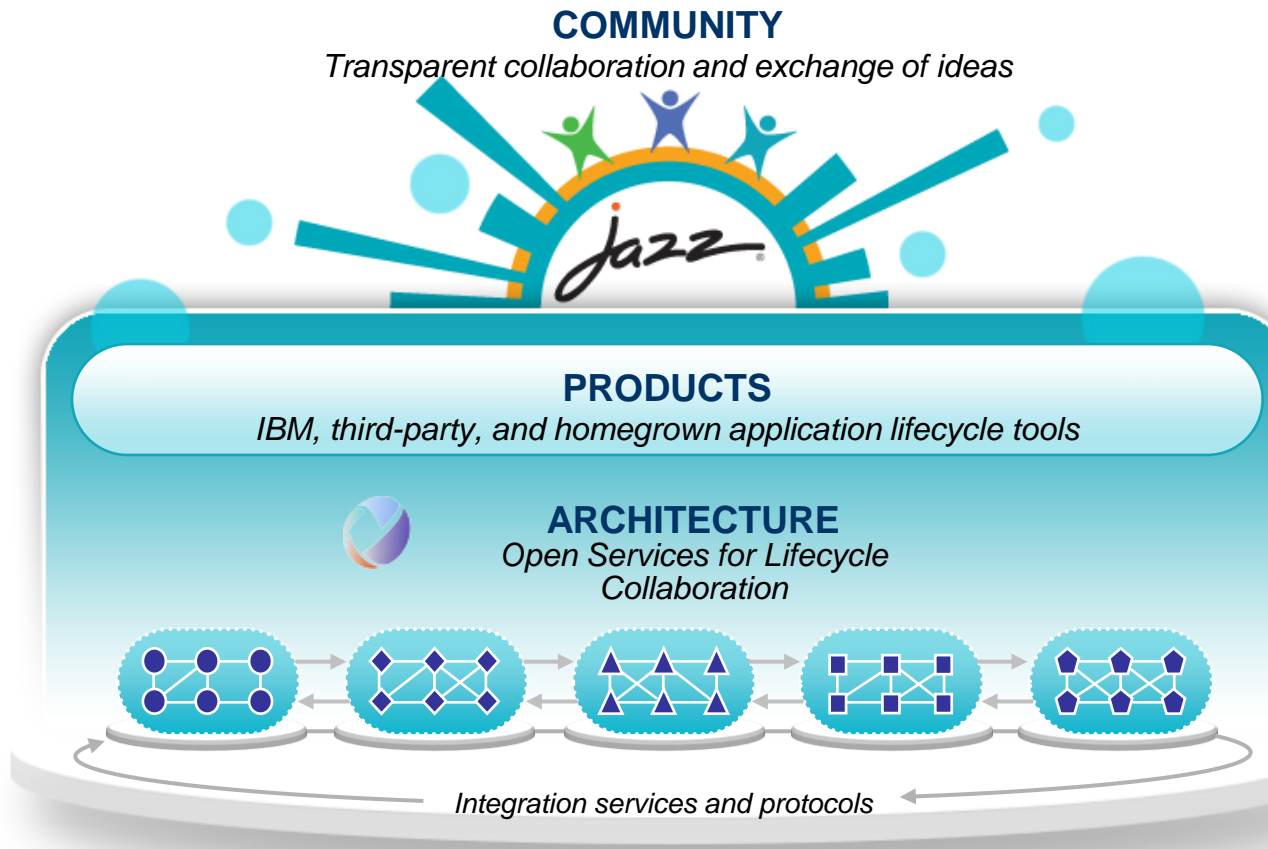 COMMUNITY
Transparent collaboration and exchange of ideas
jazz
®
PRODUCTS
IBM, third-party, and homegrown application lifecycle tools
ARCHITECTURE
Open Services for Lifecycle
Collaboration
Integration services and protocols